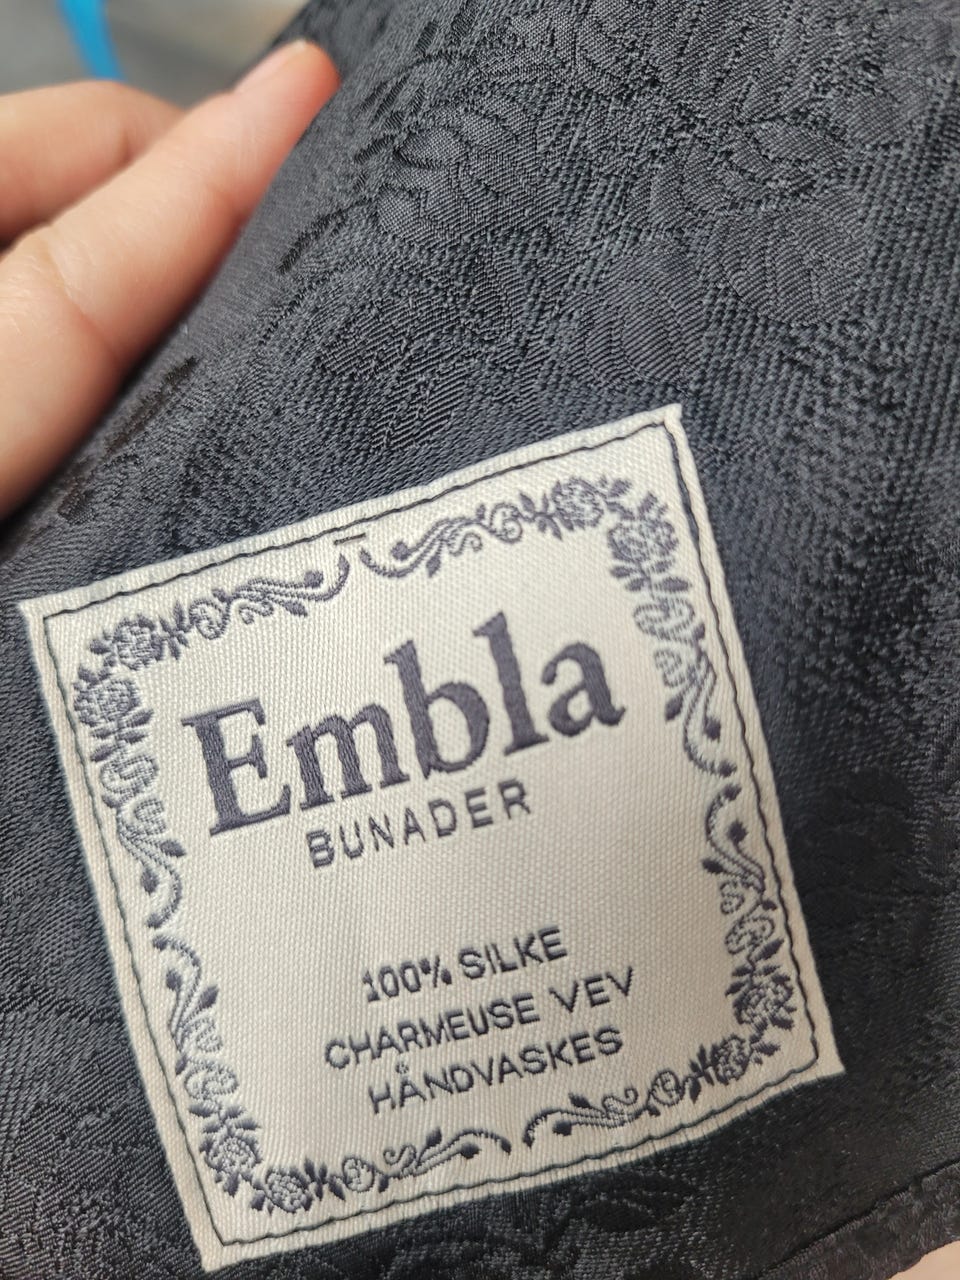 Embla
BUNADER
100% SILKE
CHARMEUSE VEV
HÅNDVASKES